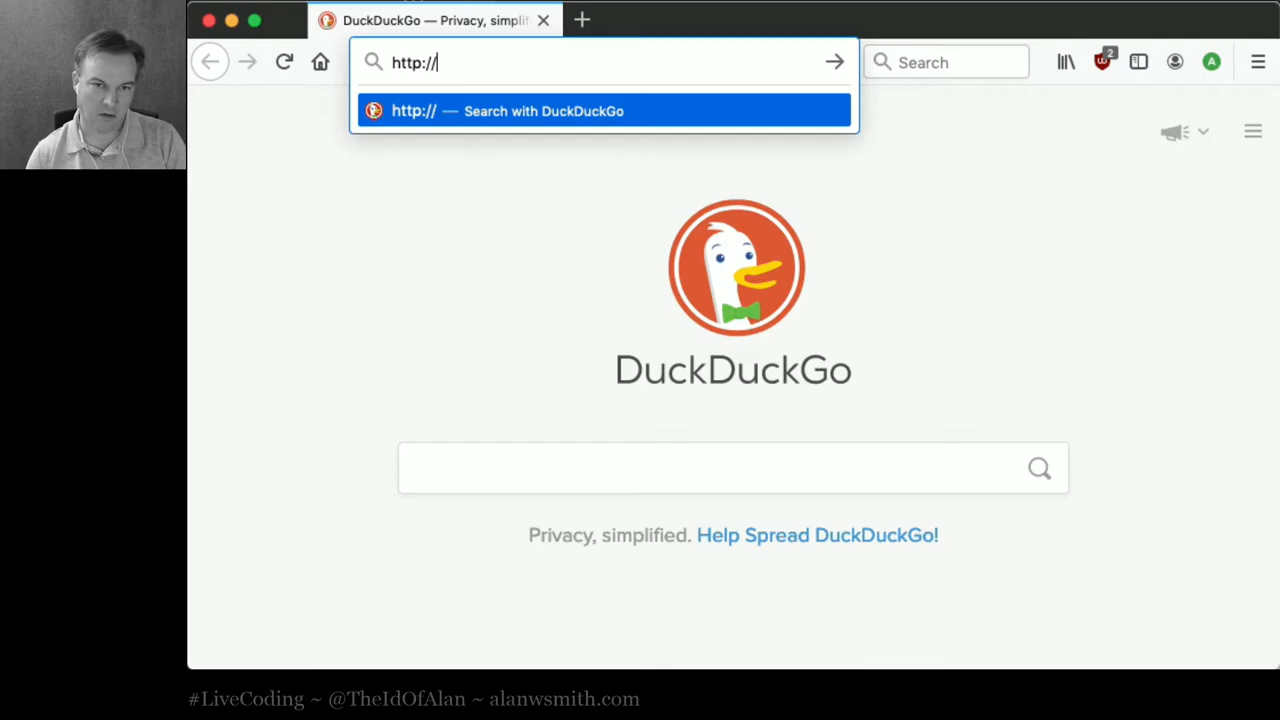 DuckDuckGo — Privacy, simplif
http://
Search
2
A
http:// — Search with DuckDuckGo
DuckDuckGo
Privacy, simplified. Help Spread DuckDuckGo!
#LiveCoding ~ @TheIdOfAlan ~ alanwsmith.com